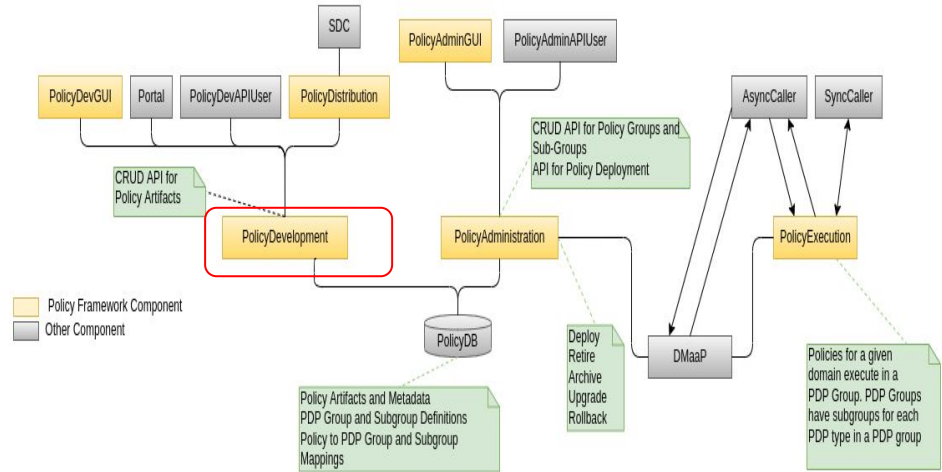 SDC
PolicyAdminGUI
PolicyAdminAPIUser
PolicyDevGUI
Portal
PolicyDevAPIUser
PolicyDistribution
AsyncCaller
SyncCaller
CRUD API for Policy Groups and
Sub-Groups
API for Policy Deployment
CRUD API for
Policy Artifacts
PolicyDevelopment
PolicyAdministration
PolicyExecution
Policy Framework Component
Other Component
PolicyDB
Deploy
Retire
Archive
Upgrade
Rollback
DMaaP
Policies for a given
domain execute in a
PDP Group. PDP Groups
have subgroups for each
PDP type in a PDP group
Policy Artifacts and Metadata
PDP Group and Subgroup Definitions
Policy to PDP Group and Subgroup
Mappings